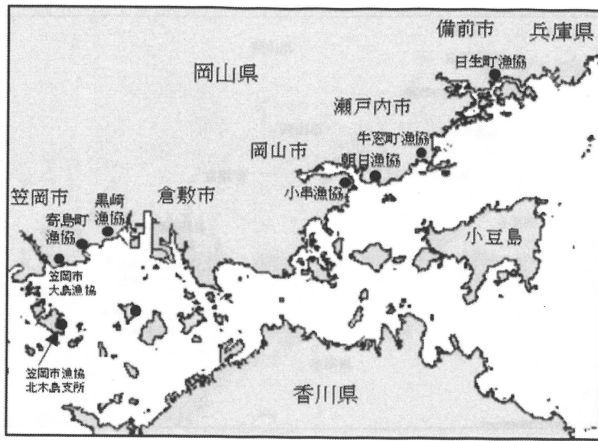 備前市
兵庫県
日生町漁協
岡山県
瀬戸内市
牛窓町漁協
岡山市
朝日漁協
小串漁協
笠岡市
黒崎
漁協
倉敷市
寄島町
漁協
小豆島
笠岡市
大島漁協
笠岡市漁協
北木島支所
香川県